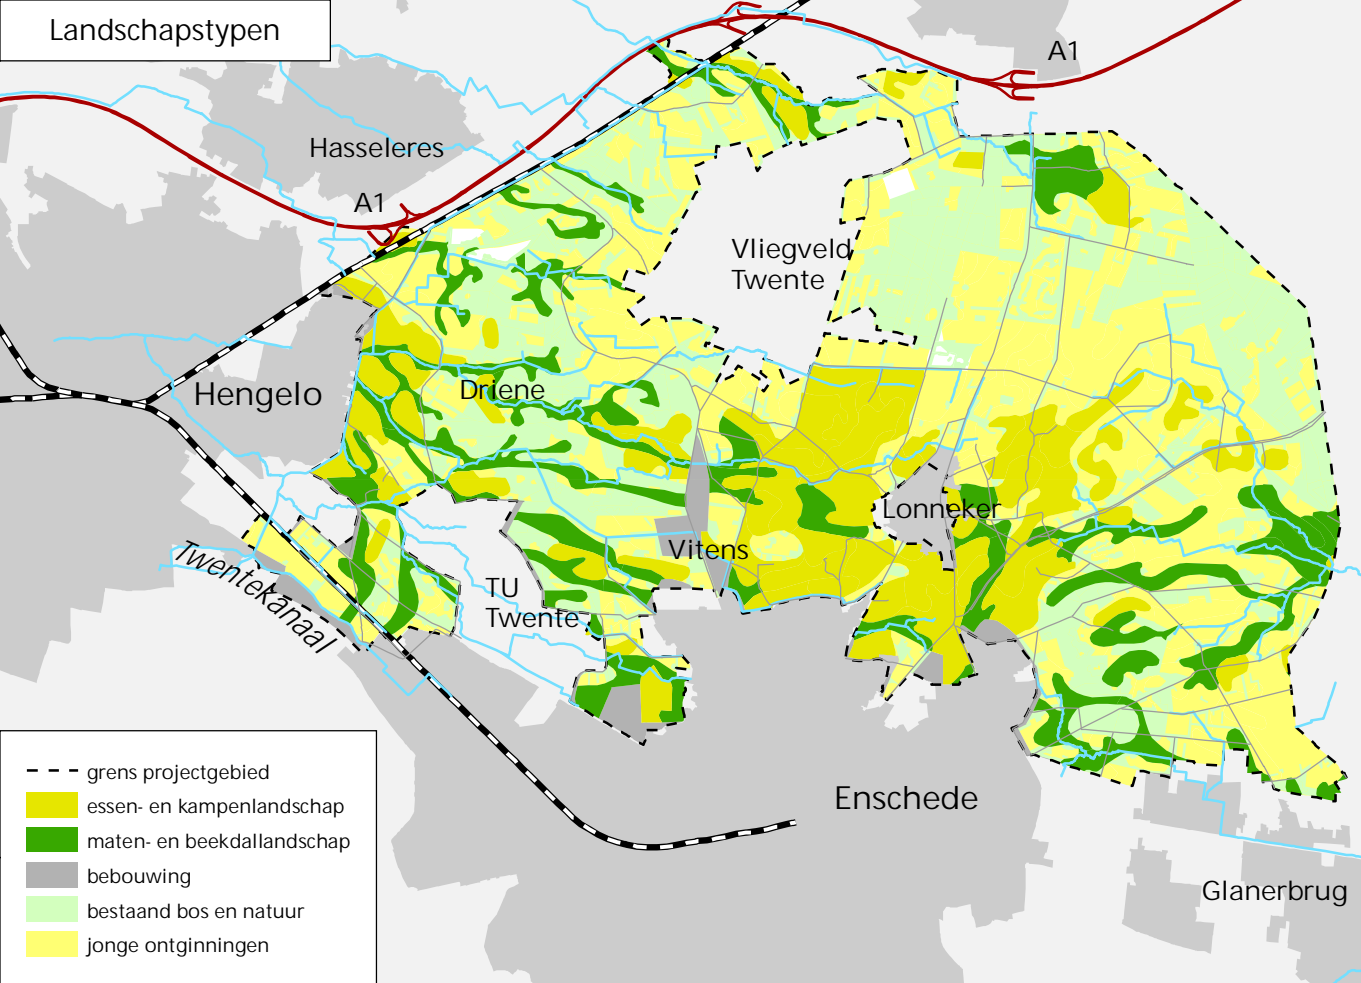 Landschapstypen
A1
Hasseleres
A1
Vliegveld
Twente
Hengelo
Driene
Lonneker
Vitens
TU
Twente
Twentekanaal
Enschede
Glanerbrug
grens projectgebied
essen- en kampenlandschap
maten- en beekdallandschap
bebouwing
bestaand bos en natuur
jonge ontginningen